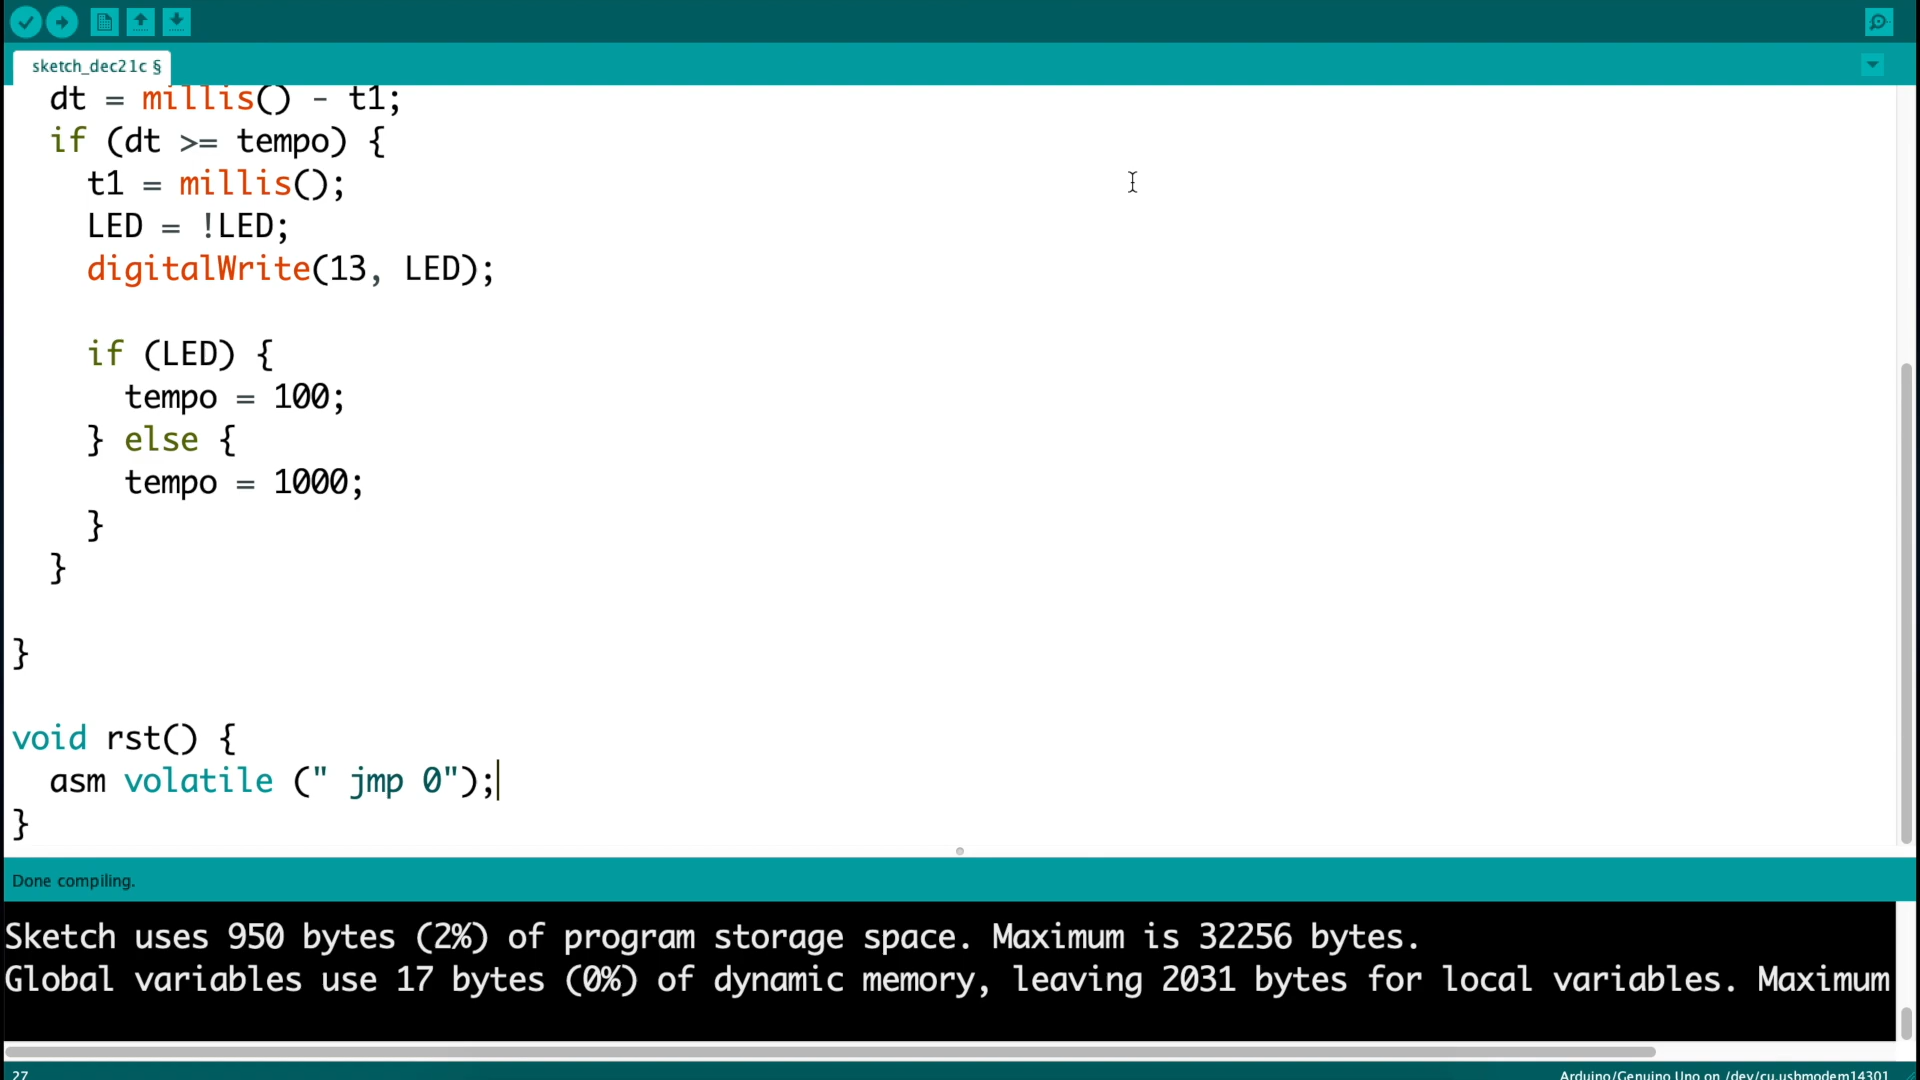 sketch_dec21c §
dt = millis() - t1;
if (dt >= tempo) {
t1 = millis();
LED = !LED;
digitalWrite(13, LED);
if (LED) {
tempo = 100;
} else {
tempo = 1000;
}
}
}
void rst() {
asm volatile (" jmp 0");
}
Done compiling.
Sketch uses 950 bytes (2%) of program storage space. Maximum is 32256 bytes.
Global variables use 17 bytes (0%) of dynamic memory, leaving 2031 bytes for local variables. Maximum
27
Arduino/Genuino Uno on /dev/cu.usbmodem14301